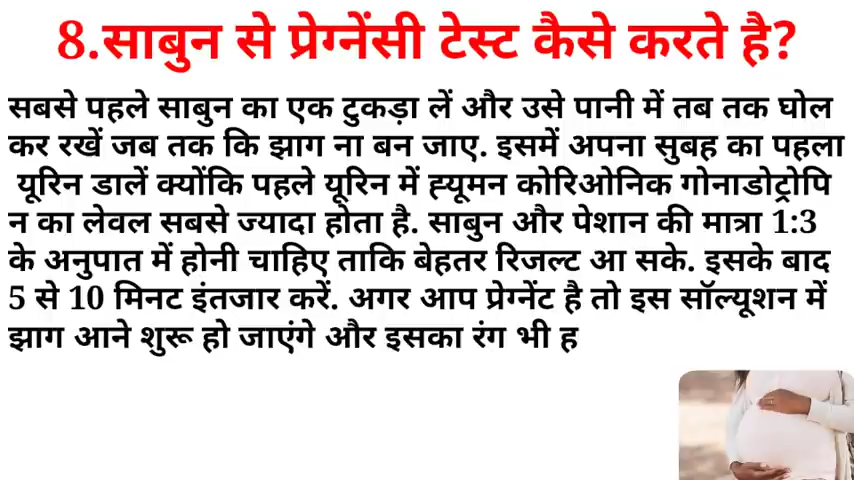 8.साबुन से प्रेग्नेंसी टेस्ट कैसे करते है?
सबसे पहले साबुन का एक टुकड़ा लें और उसे पानी में तब तक घोल
कर रखें जब तक कि झाग ना बन जाए. इसमें अपना सुबह का पहला
यूरिन डालें क्योंकि पहले यूरिन में ह्यूमन कोरिओनिक गोनाडोट्रोपि
न का लेवल सबसे ज्यादा होता है. साबुन और पेशान की मात्रा 1:3
के अनुपात में होनी चाहिए ताकि बेहतर रिजल्ट आ सके. इसके बाद
5 से 10 मिनट इंतजार करें. अगर आप प्रेग्नेंट है तो इस सॉल्यूशन में
झाग आने शुरू हो जाएंगे और इसका रंग भी ह